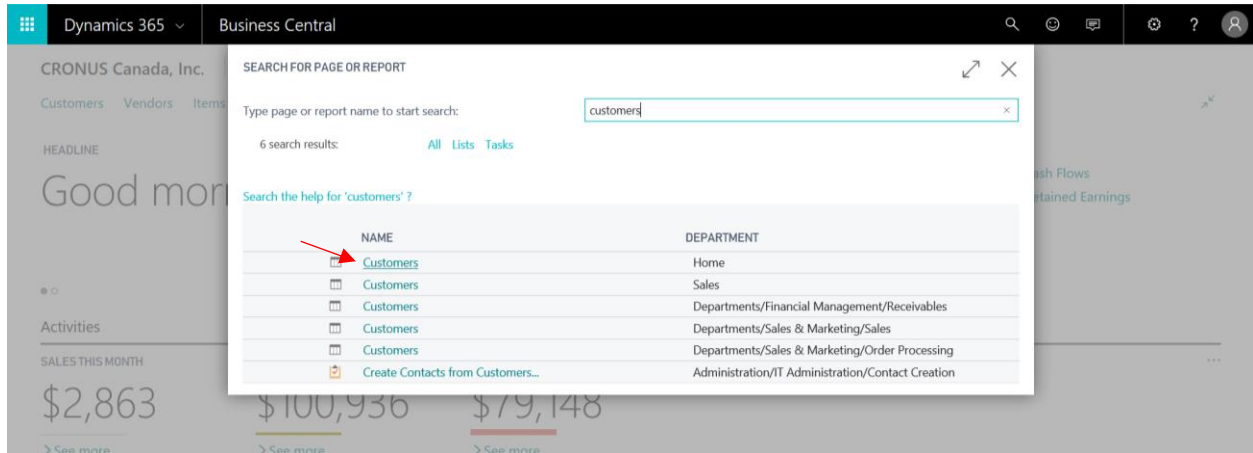 Dynamics 365 Business Central ?
CRONUS Canada, Inc.
SEARCH FOR PAGE OR REPORT
Customers Vendors Items
Type page or report name to start search: customers
6 search results: All Lists Tasks
HEADLINE
ash Flows
Good morn
Search the help for 'customers' ?
etained Earnings
NAME DEPARTMENT
Customers Home
Customers Sales
Customers Departments/Financial Management/Receivables
Activities
Customers Departments/Sales & Marketing/Sales
Customers Departments/Sales & Marketing/Order Processing
SALES THIS MONTH
Create Contacts from Customers... Administration/IT Administration/Contact Creation
$2,863 $100,936 $79,148
>See more >See more >See more